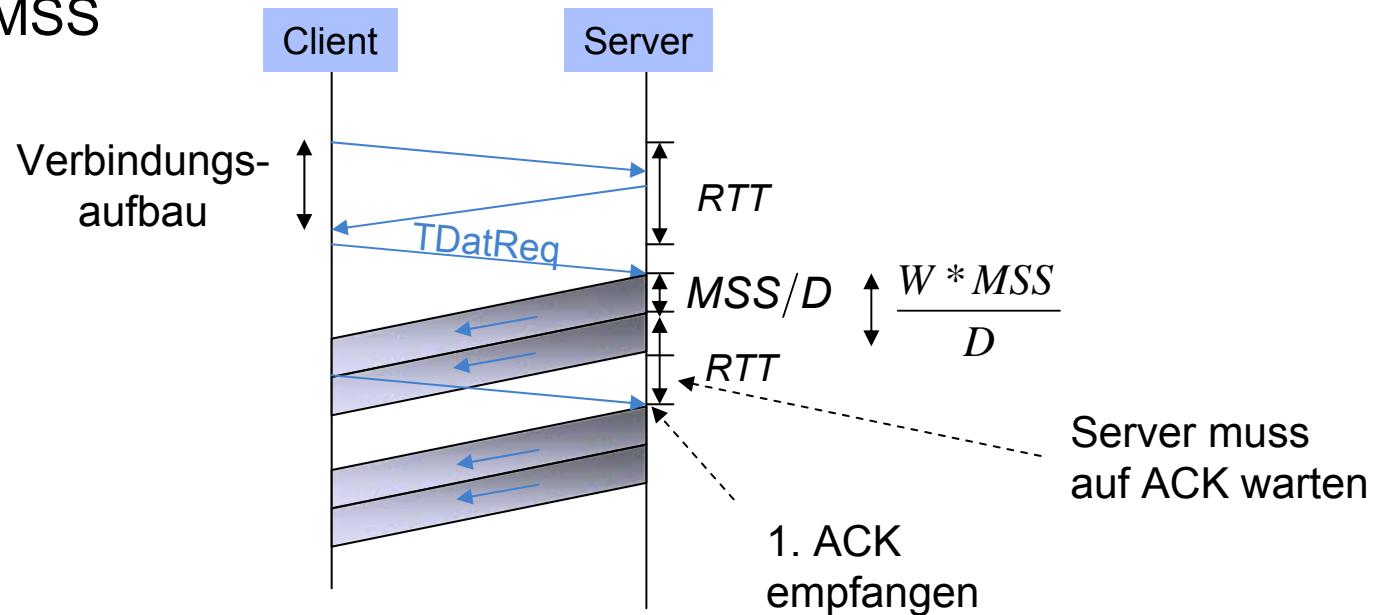 MSS
Client
Server
Verbindungs-
aufbau
RTT
TDatReq
MSS/D
W * MSS
D
RTT
Server muss
auf ACK warten
1. ACK
empfangen